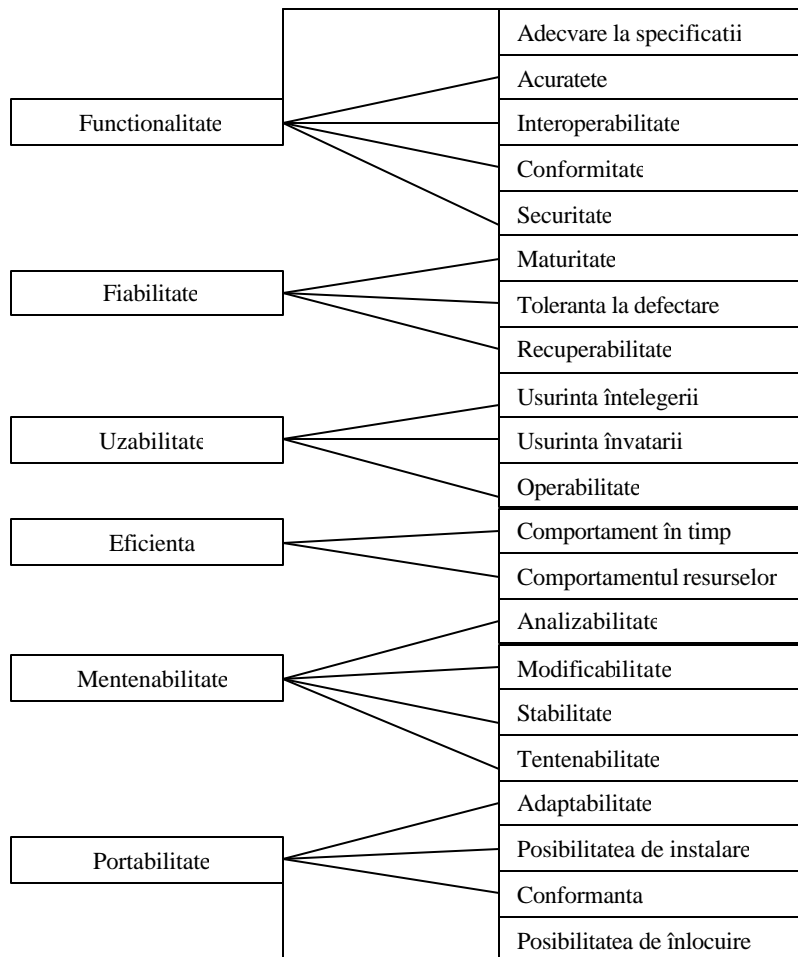 Functionalitate
Adecvare la specificatii
Acuratete
Interoperabilitate
Conformitate
Securitate
Fiabilitate
Maturitate
Toleranta la defectare
Recuperabilitate
Uzabilitate
Usurinta întelegerii
Usurinta învatarii
Operabilitate
Eficienta
Comportament în timp
Comportamentul resurselor
Mentenabilitate
Analizabilitate
Modificabilitate
Stabilitate
Tentenabilitate
Portabilitate
Adaptabilitate
Posibilitatea de instalare
Conformanta
Posibilitatea de înlocuire